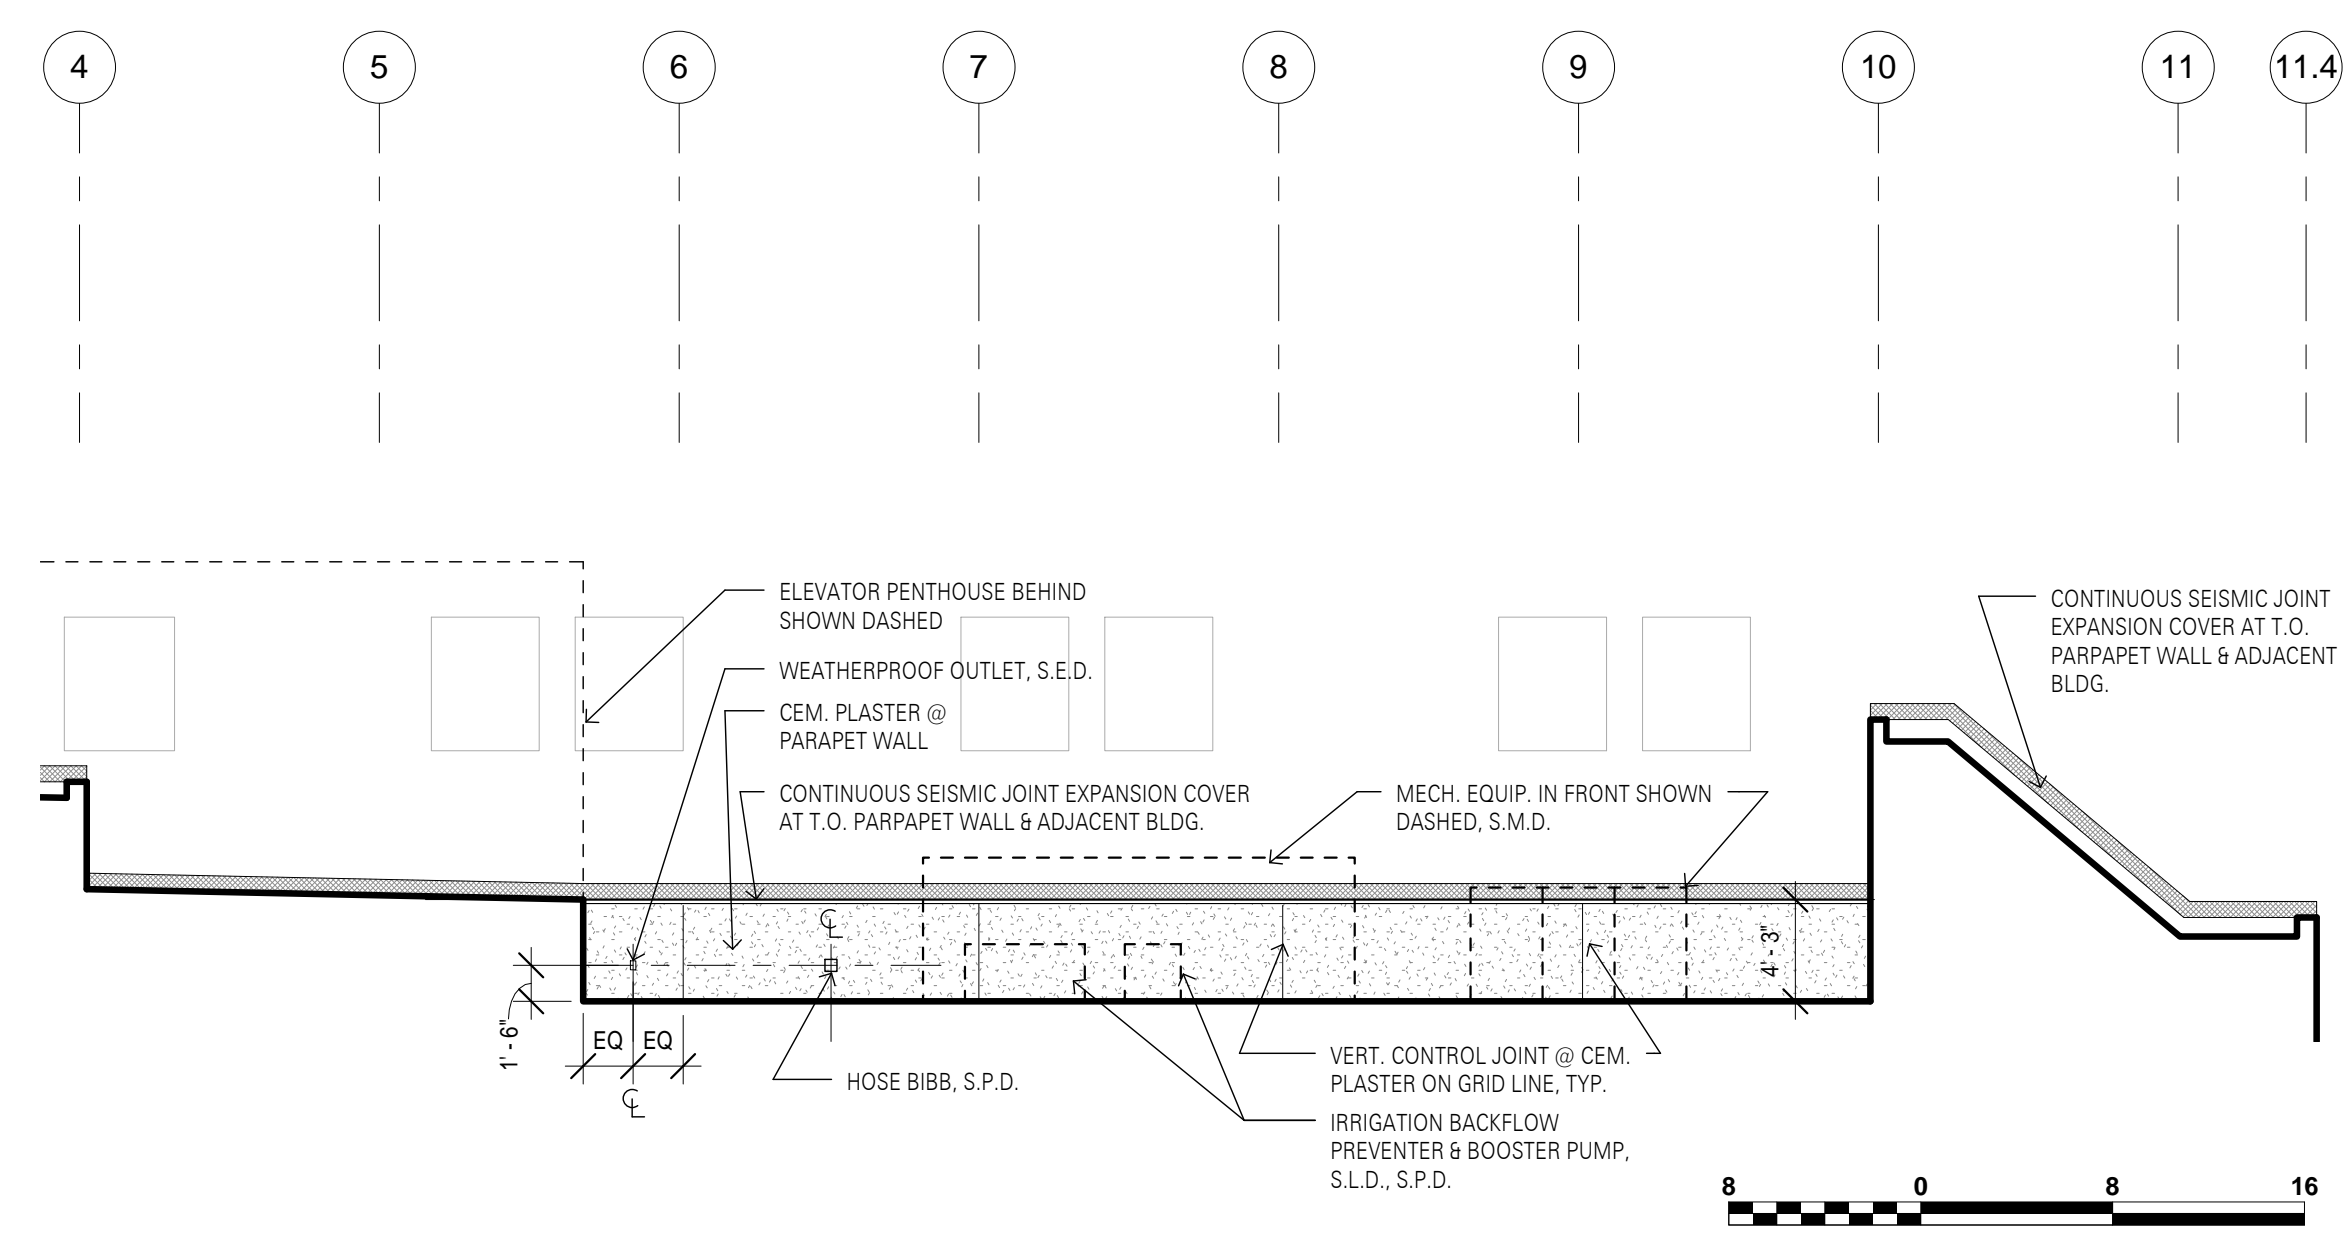 4 5 6 7 8 9 10 11 11.4
ELEVATOR PENTHOUSE BEHIND
SHOWN DASHED
WEATHERPROOF OUTLET, S.E.D.
CEM. PLASTER @
PARAPET WALL
CONTINUOUS SEISMIC JOINT EXPANSION COVER
AT T.O. PARPAPET WALL & ADJACENT BLDG.
MECH. EQUIP. IN FRONT SHOWN
DASHED, S.M.D.
CONTINUOUS SEISMIC JOINT
EXPANSION COVER AT T.O.
PARPAPET WALL & ADJACENT
BLDG.
℄
4' - 3"
1' - 6"
EQ EQ
℄
HOSE BIBB, S.P.D.
VERT. CONTROL JOINT @ CEM.
PLASTER ON GRID LINE, TYP.
IRRIGATION BACKFLOW
PREVENTER & BOOSTER PUMP,
S.L.D., S.P.D.
8 0 8 16